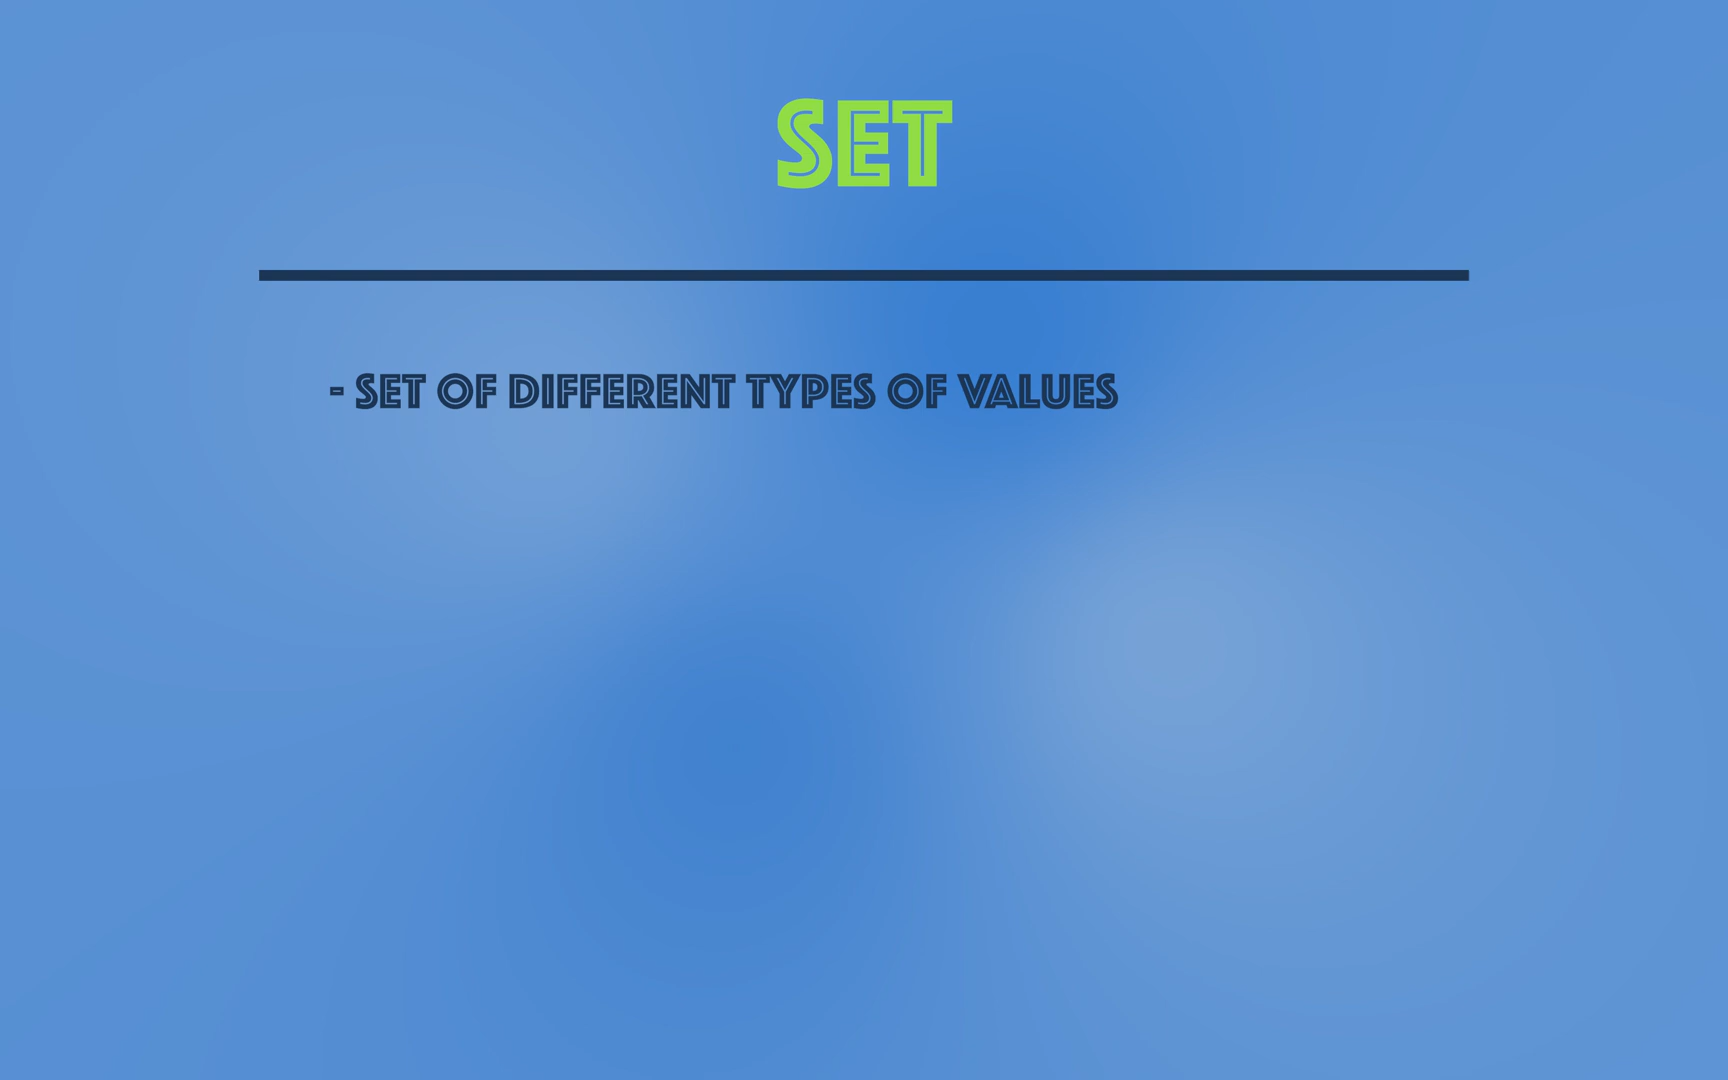 SET
- SET OF DIFFERENT TYPES OF VALUES